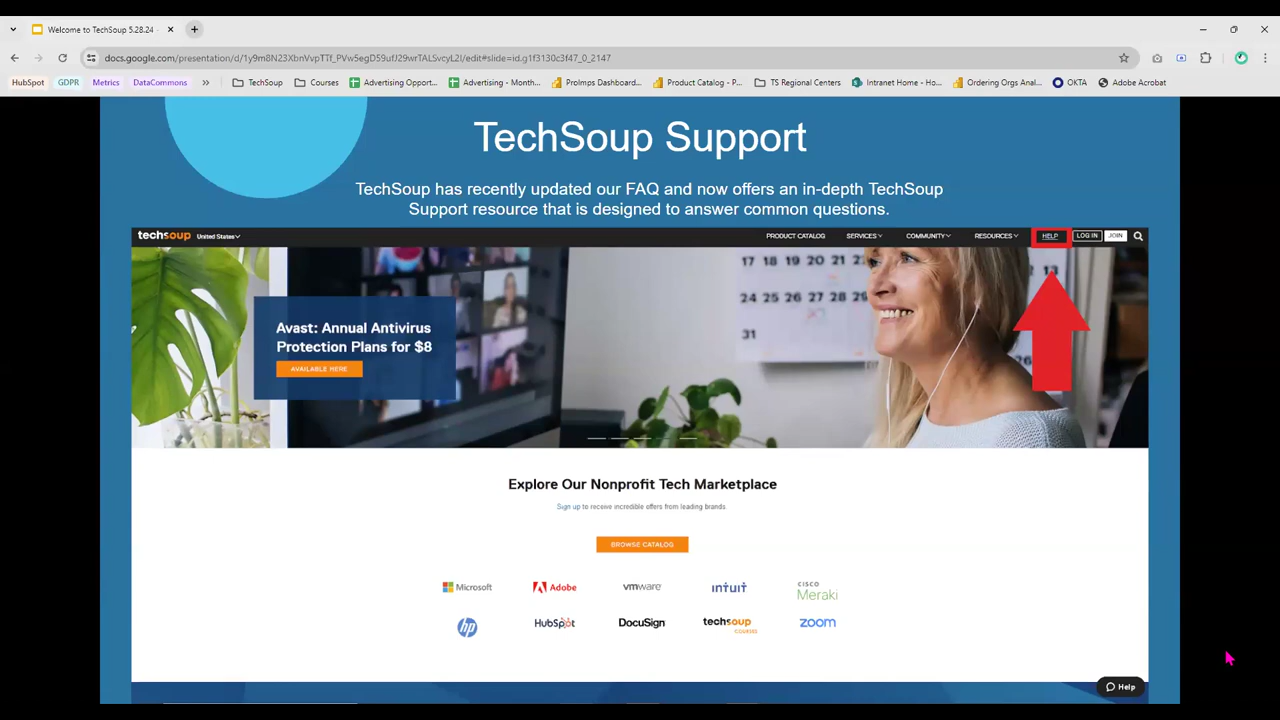 Welcome to TechSoup 5.28.24 -
docs.google.com/presentation/d/1y9m8N23XbnVvpTTf_PVw5egD59ufJ29wrTALSvcyL2I/edit#slide=id.g1f3130c3f47_0_2147
HubSpot GDPR Metrics DataCommons » TechSoup Courses Advertising Opport... Advertising - Month... ProImps Dashboard... Product Catalog - P... TS Regional Centers Intranet Home - Ho... Ordering Orgs Anal... OKTA Adobe Acrobat
TechSoup Support
TechSoup has recently updated our FAQ and now offers an in-depth TechSoup
Support resource that is designed to answer common questions.
techsoup United States PRODUCT CATALOG SERVICES COMMUNITY RESOURCES HELP LOG IN JOIN
17 18 19 20 21 13
24 25 26 27 28 29
31
26
Avast: Annual Antivirus
Protection Plans for $8
AVAILABLE HERE
Explore Our Nonprofit Tech Marketplace
Sign up to receive incredible offers from leading brands.
BROWSE CATALOG
Microsoft Adobe vmware INTUIT CISCO Meraki
hp HubSpot DocuSign techsoup COURSES zoom
Help